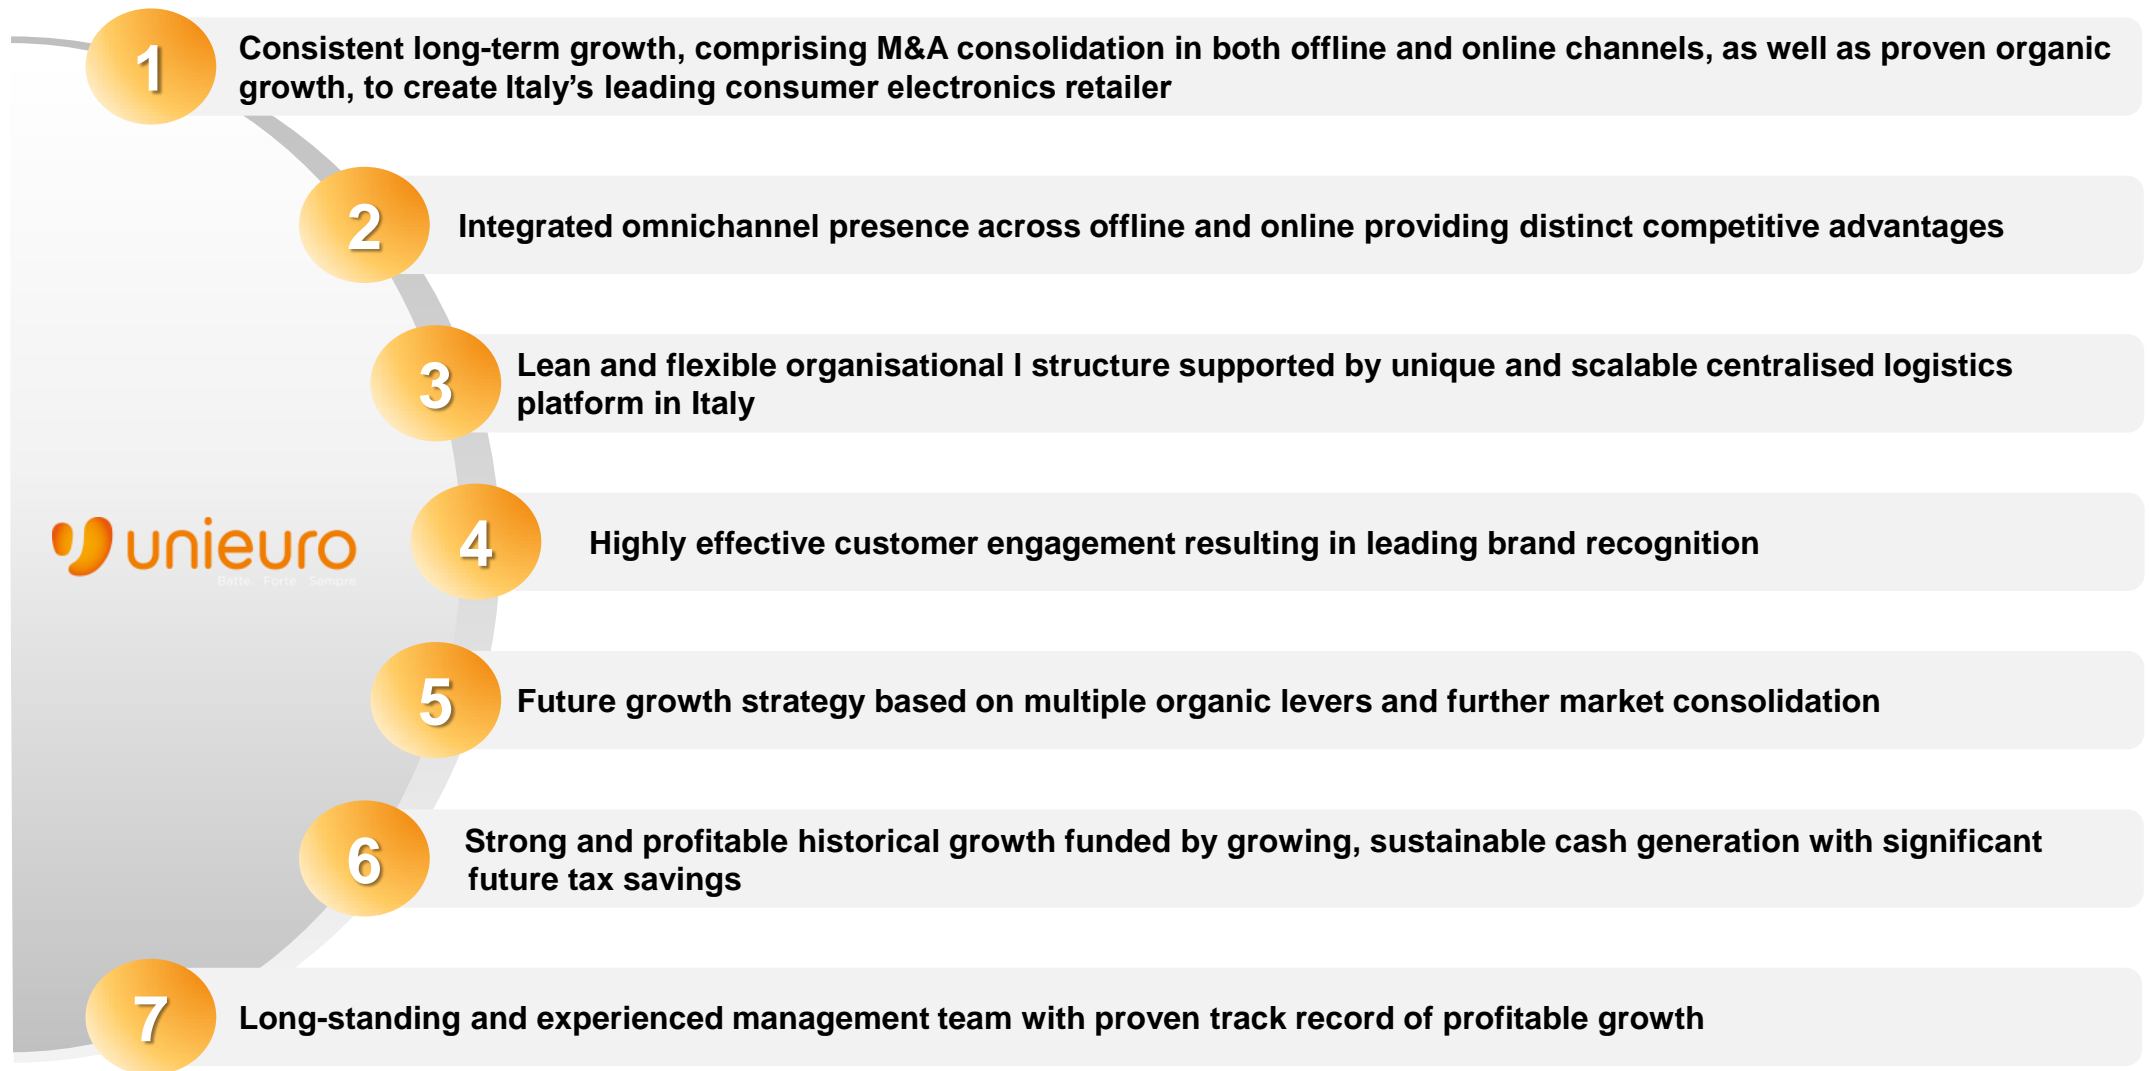 1
Consistent long-term growth, comprising M&A consolidation in both offline and online channels, as well as proven organic
growth, to create Italy’s leading consumer electronics retailer
2
Integrated omnichannel presence across offline and online providing distinct competitive advantages
3
Lean and flexible organisational l structure supported by unique and scalable centralised logistics
platform in Italy
unieuro
Batte. Forte. Sempre.
4
Highly effective customer engagement resulting in leading brand recognition
5
Future growth strategy based on multiple organic levers and further market consolidation
6
Strong and profitable historical growth funded by growing, sustainable cash generation with significant
future tax savings
7
Long-standing and experienced management team with proven track record of profitable growth